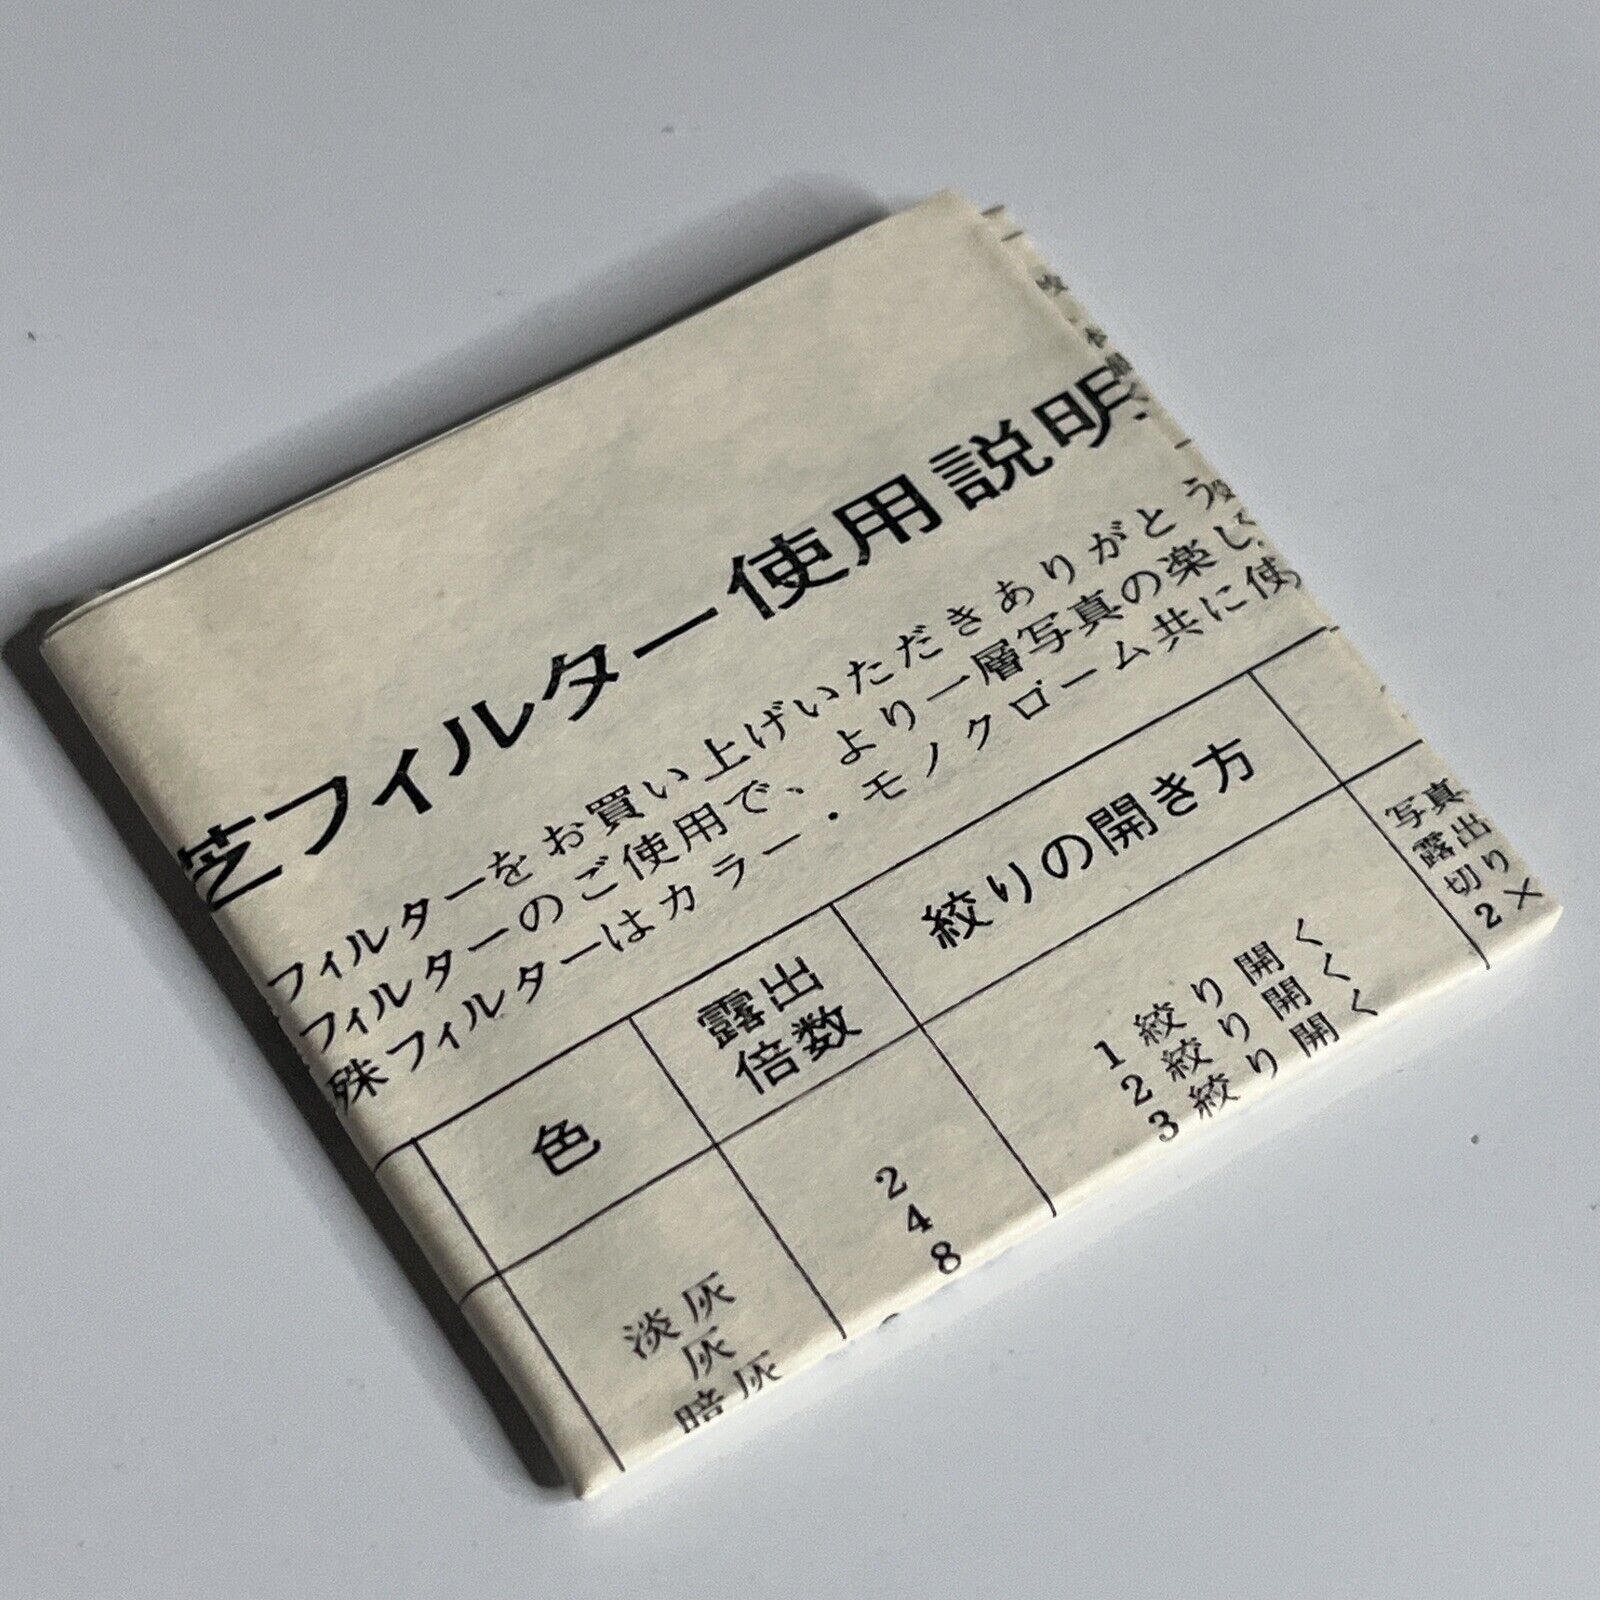 芝フィルター使用説明
フィルターをお買い上げいただきありがとう
フィルターのご使用で、より一層写真の楽し
殊フィルターはカラー・モノクローム共に使
色
露出
倍数
絞りの開き方
淡灰 2 1絞り開く
灰 4 2絞り開く
暗灰 8 3絞り開く
写真
露出
切り
2×